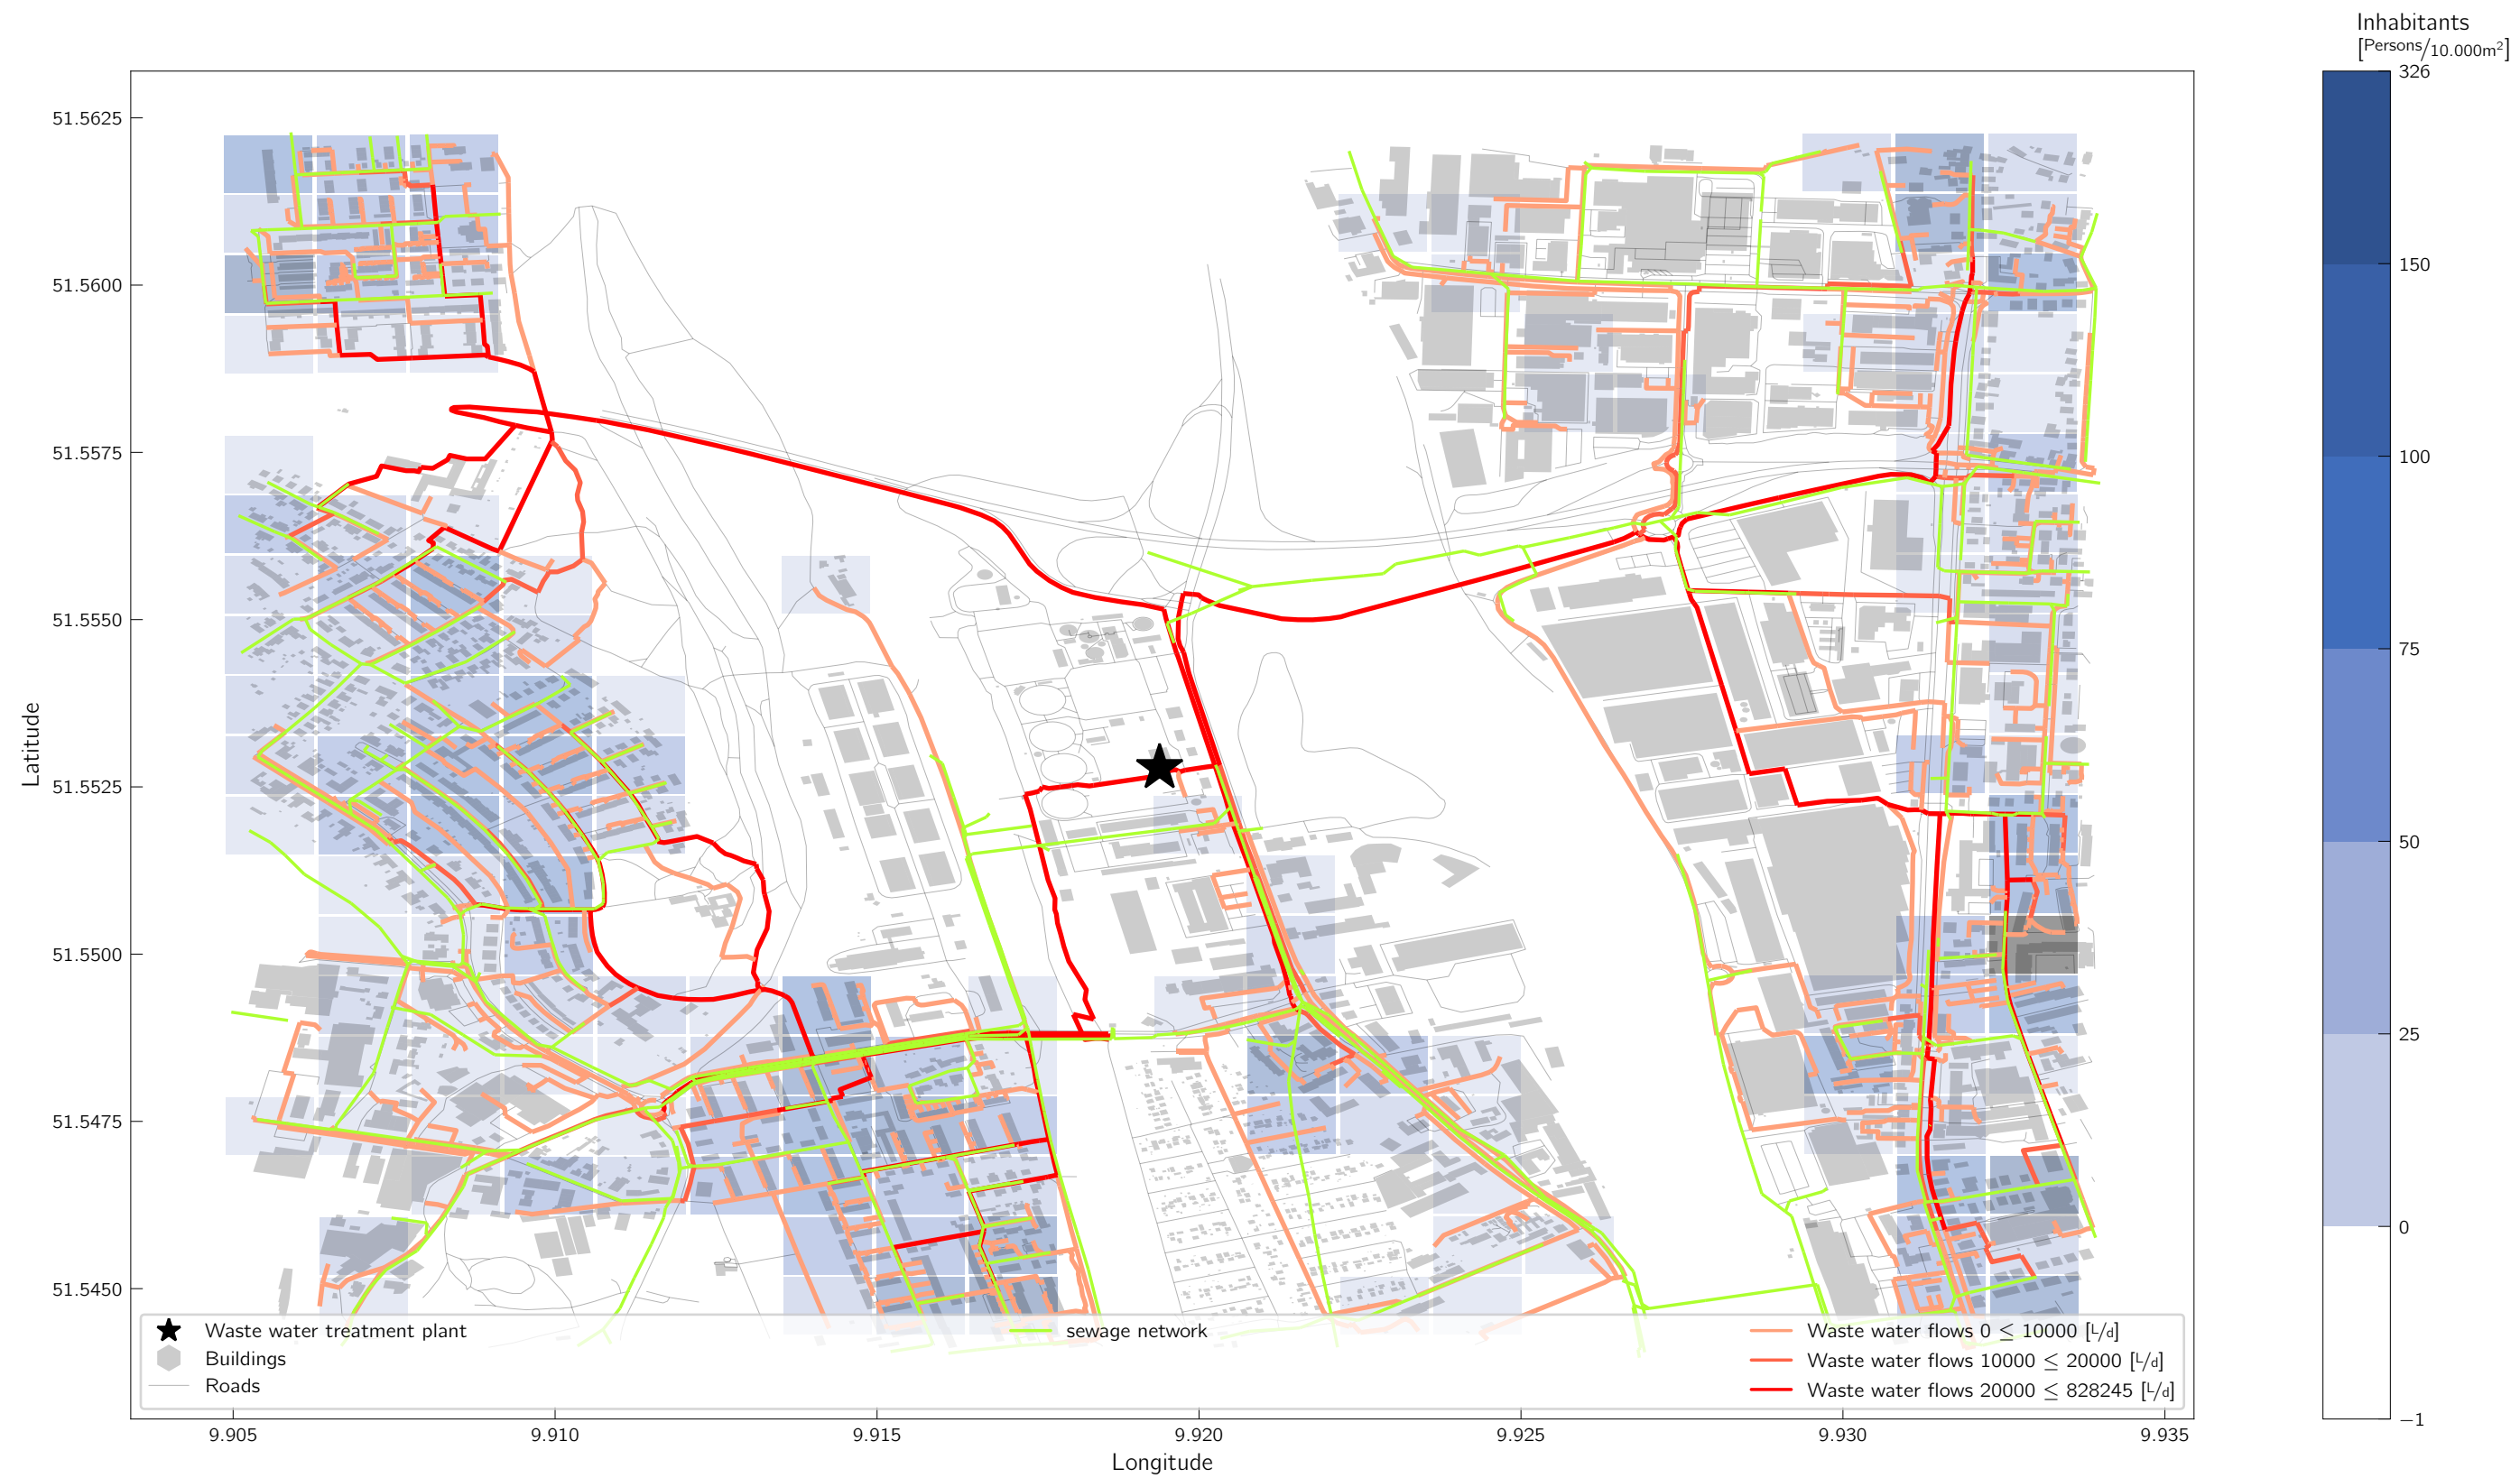 Inhabitants
[Persons/10.000m²]
326
150
100
75
50
25
0
−1
Latitude
51.5625
51.5600
51.5575
51.5550
51.5525
51.5500
51.5475
51.5450
Waste water treatment plant
Buildings
Roads
sewage network
Waste water flows 0 ≤ 10000 [L/d]
Waste water flows 10000 ≤ 20000 [L/d]
Waste water flows 20000 ≤ 828245 [L/d]
9.905 9.910 9.915 9.920 9.925 9.930 9.935
Longitude